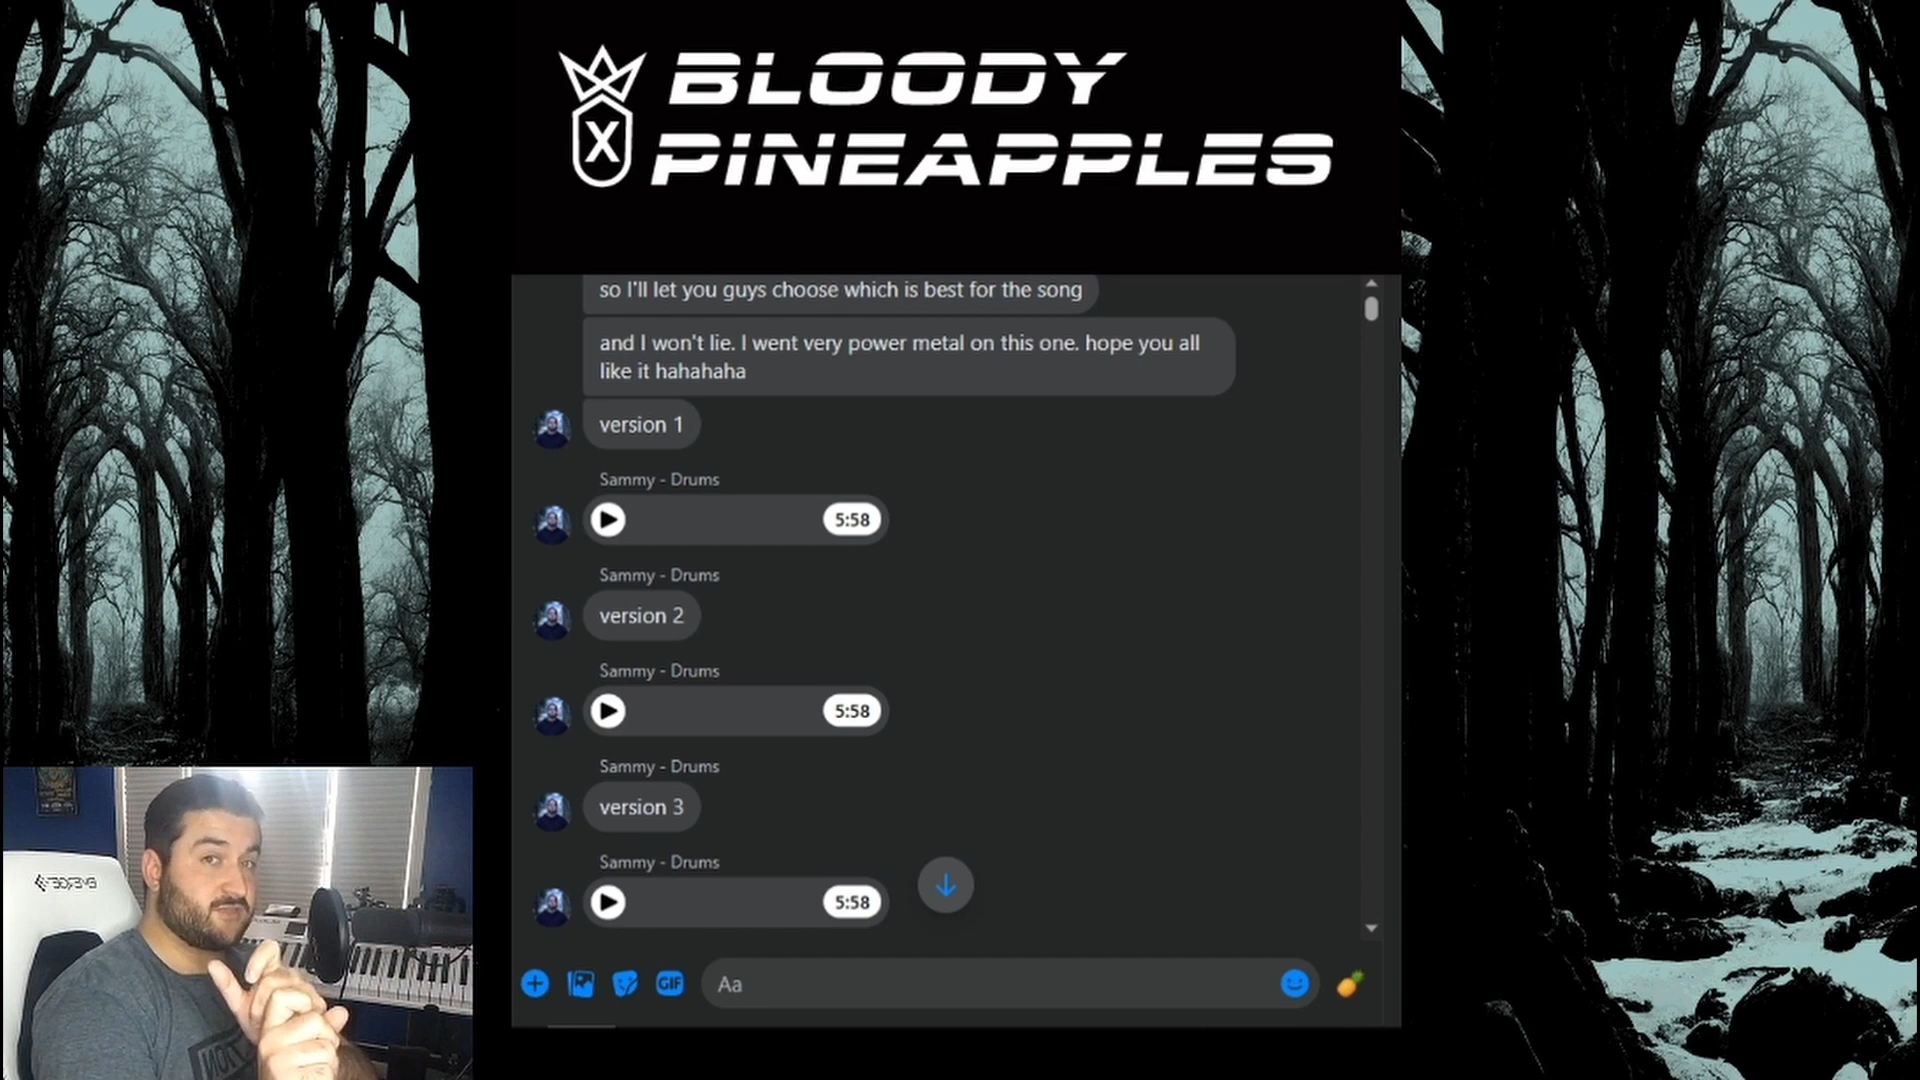 BLOODY
X
PINEAPPLES
so I'll let you guys choose which is best for the song
and I won't lie. I went very power metal on this one. hope you all
like it hahahaha
version 1
Sammy - Drums
5:58
Sammy - Drums
version 2
Sammy - Drums
5:58
Sammy - Drums
version 3
Sammy - Drums
5:58
GIF
Aa